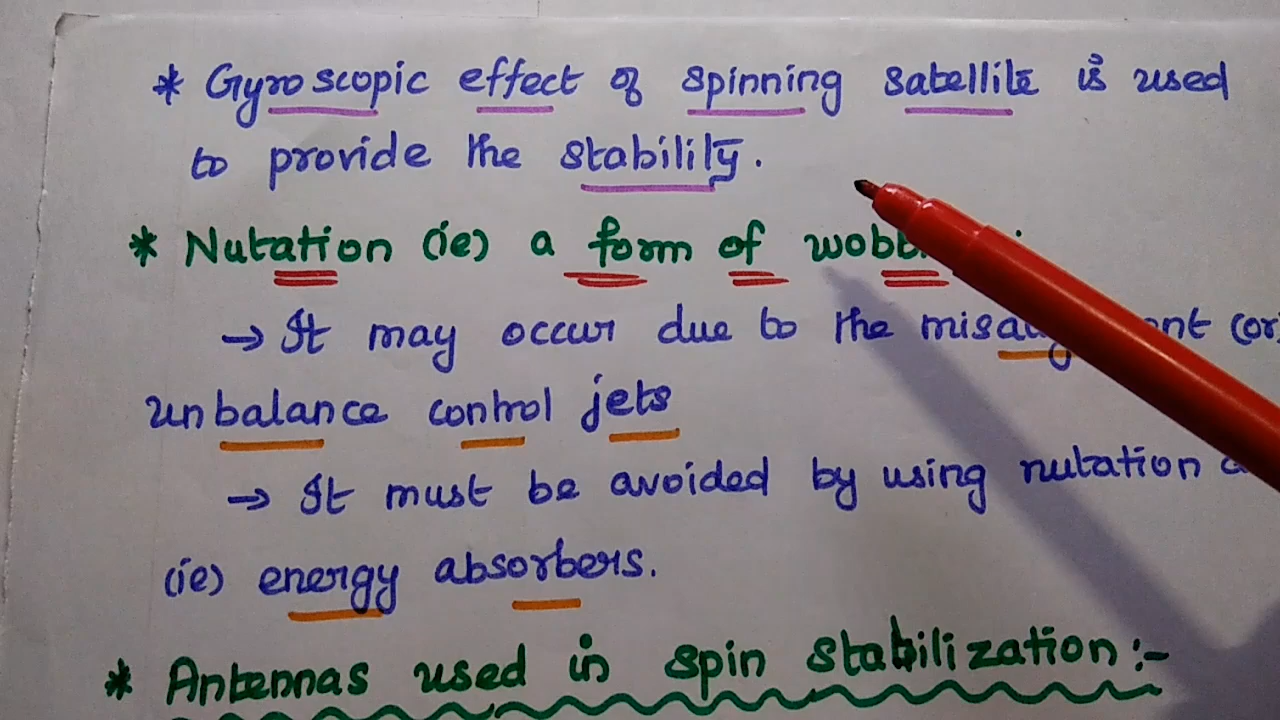 * Gyroscopic effect of spinning satellite is used
to provide the stability.
* Nutation (ie) a form of
→ It may occur due to the
unbalance control jets
→ It must be avoided by using nutation
(ie) energy absorbers.
* Antennas used in spin stabilization:-